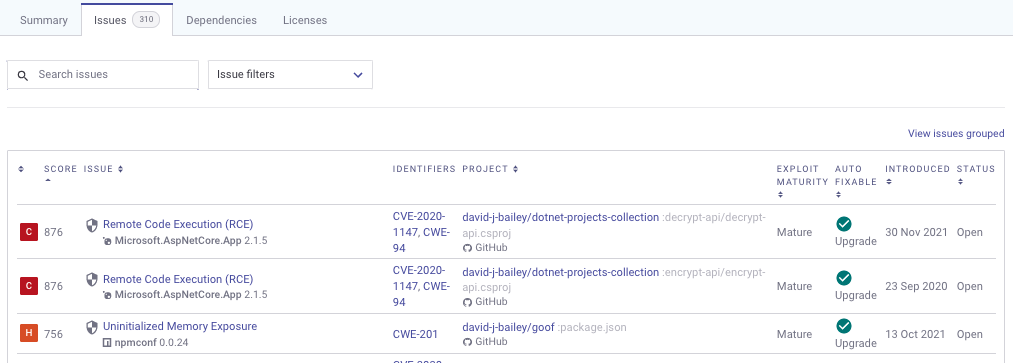 Summary Issues 310 Dependencies Licenses
Search issues Issue filters
View issues grouped
SCORE ISSUE IDENTIFIERS PROJECT EXPLOIT MATURITY AUTO FIXABLE INTRODUCED STATUS
C 876 Remote Code Execution (RCE)
Microsoft.AspNetCore.App 2.1.5
CVE-2020-
1147, CWE-
94
david-j-bailey/dotnet-projects-collection :decrypt-api/decrypt-
api.csproj
GitHub
Mature Upgrade 30 Nov 2021 Open
C 876 Remote Code Execution (RCE)
Microsoft.AspNetCore.App 2.1.5
CVE-2020-
1147, CWE-
94
david-j-bailey/dotnet-projects-collection :encrypt-api/encrypt-
api.csproj
GitHub
Mature Upgrade 23 Sep 2020 Open
H 756 Uninitialized Memory Exposure
npmconf 0.0.24
CWE-201
david-j-bailey/goof :package.json
GitHub
Mature Upgrade 13 Oct 2021 Open